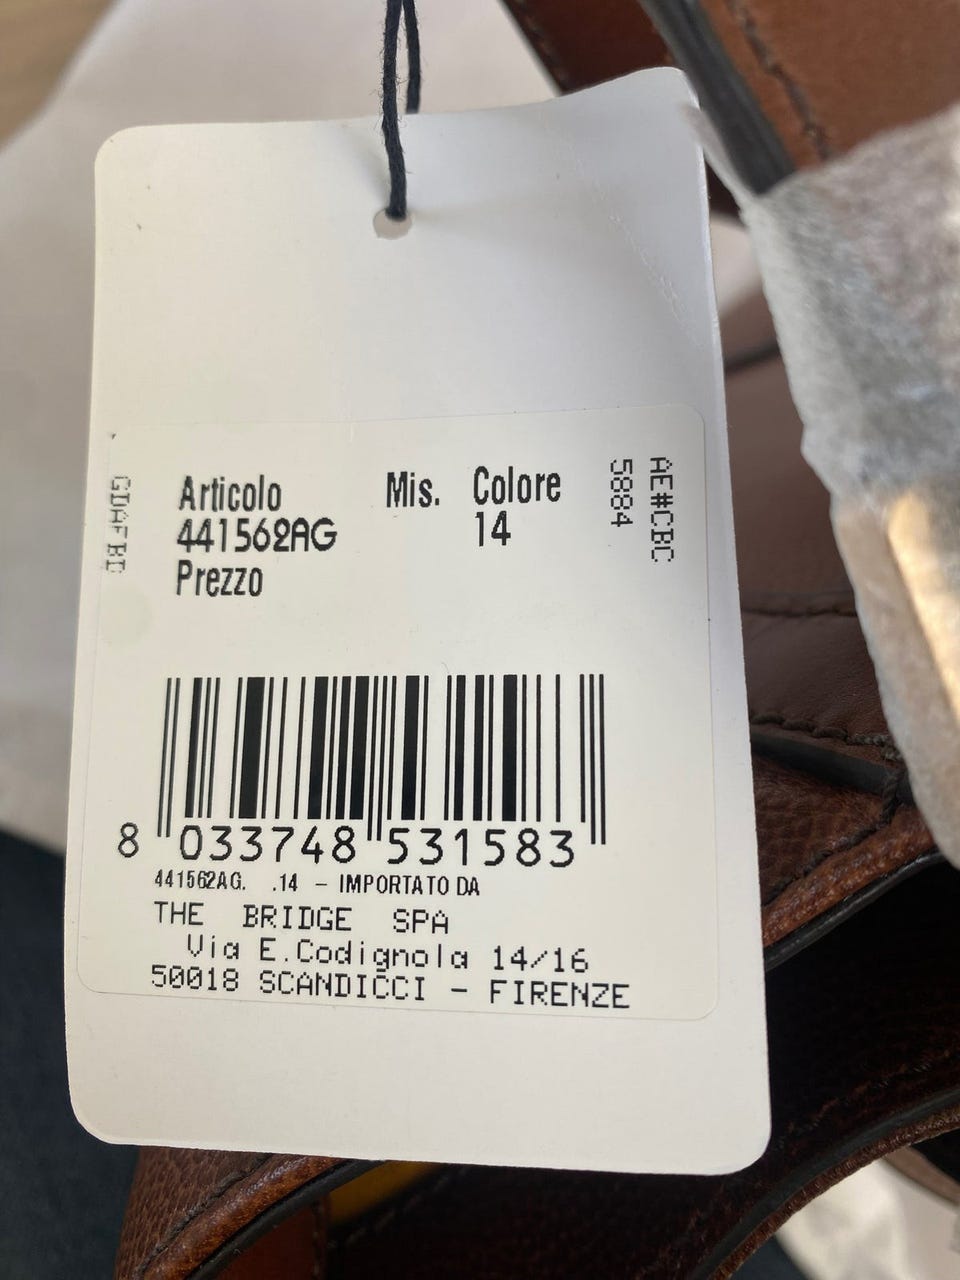 Articolo Mis. Colore
441562AG 14
Prezzo
5884
AE#CBC
8 033748 531583
441562AG. .14 - IMPORTATO DA
THE BRIDGE SPA
Via E.Codignola 14/16
50018 SCANDICCI - FIRENZE